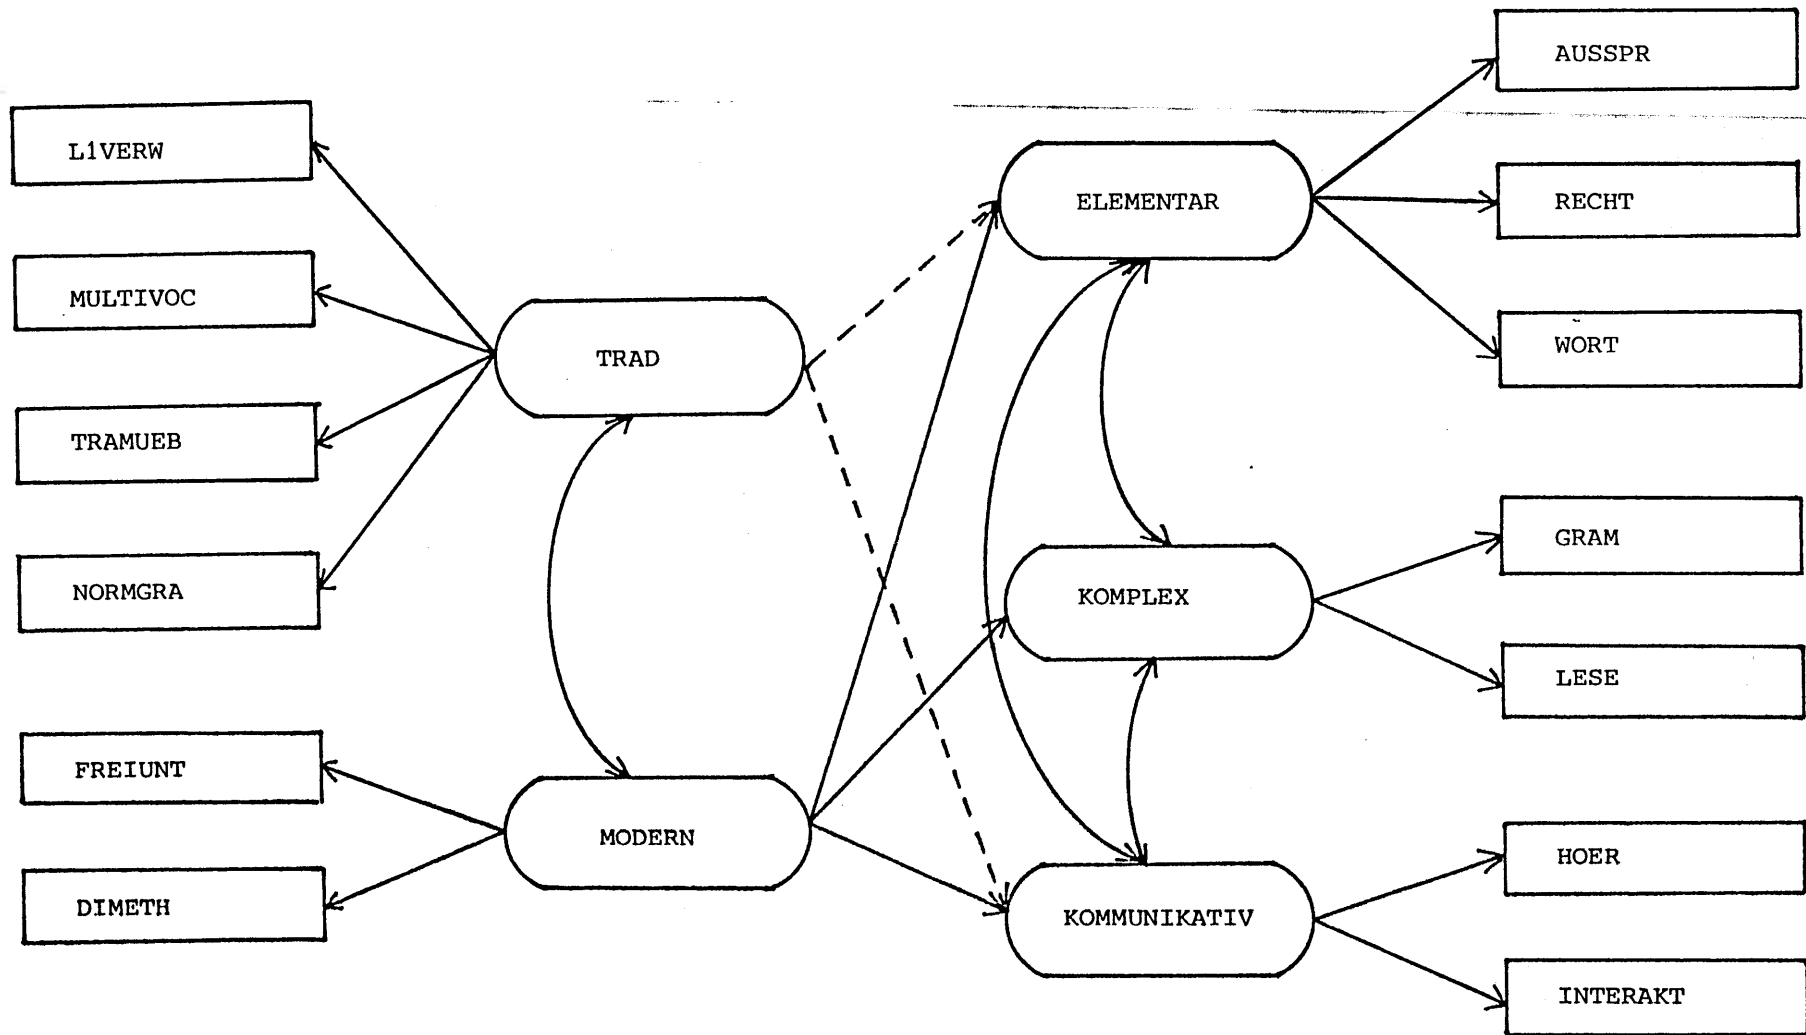 L1VERW
MULTIVOC
TRAMUEB
NORMGRA
FREIUNT
DIMETH
TRAD
MODERN
ELEMENTAR
KOMPLEX
KOMMUNIKATIV
AUSSPR
RECHT
WORT
GRAM
LESE
HOER
INTERAKT